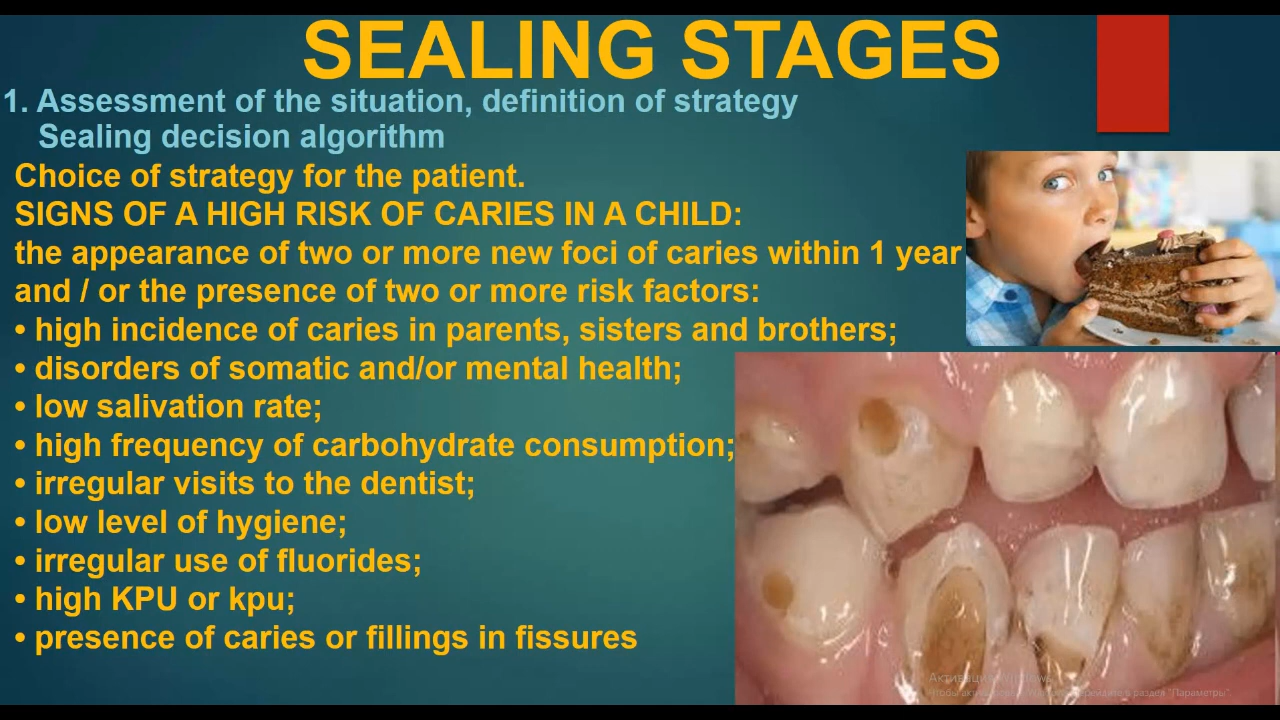 SEALING STAGES
1. Assessment of the situation, definition of strategy
Sealing decision algorithm
Choice of strategy for the patient.
SIGNS OF A HIGH RISK OF CARIES IN A CHILD:
the appearance of two or more new foci of caries within 1 year
and / or the presence of two or more risk factors:
• high incidence of caries in parents, sisters and brothers;
• disorders of somatic and/or mental health;
• low salivation rate;
• high frequency of carbohydrate consumption;
• irregular visits to the dentist;
• low level of hygiene;
• irregular use of fluorides;
• high KPU or kpu;
• presence of caries or fillings in fissures
Активация Windows
Чтобы в раздел "Параметры".